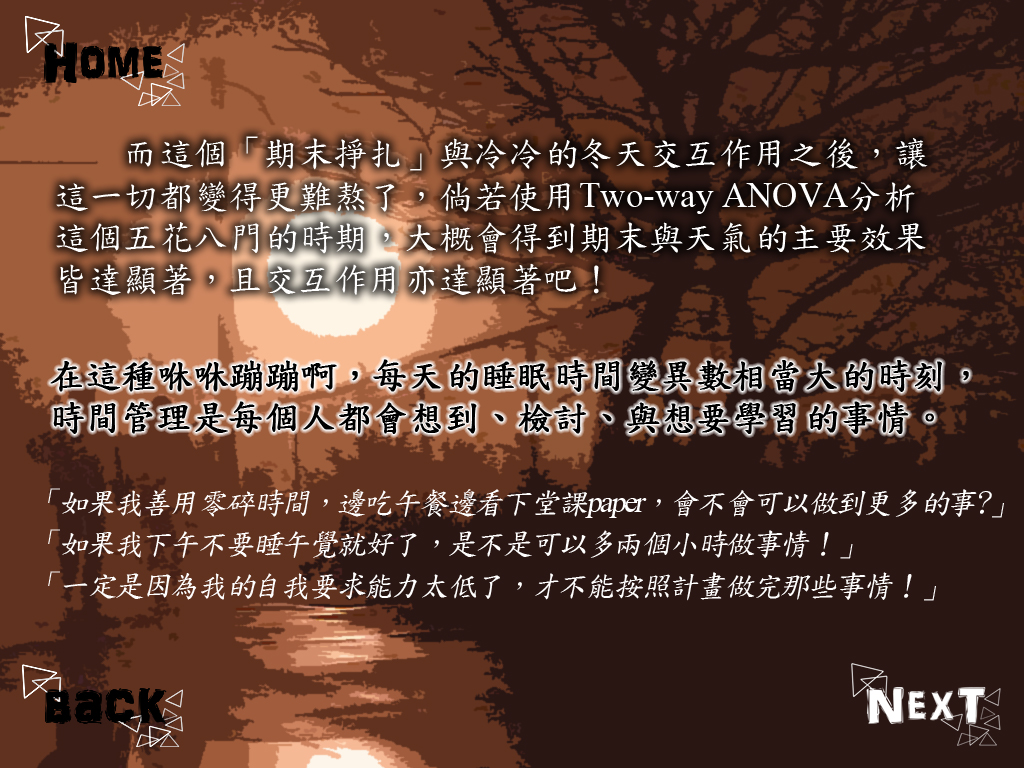 HOME
而這個「期末掙扎」與冷冷的冬天交互作用之後，讓
這一切都變得更難熬了，倘若使用Two-way ANOVA分析
這個五花八門的時期，大概會得到期末與天氣的主要效果
皆達顯著，且交互作用亦達顯著吧！
在這種咻咻蹦蹦啊，每天的睡眠時間變異數相當大的時刻，
時間管理是每個人都會想到、檢討、與想要學習的事情。
「如果我善用零碎時間，邊吃午餐邊看下堂課paper，會不會可以做到更多的事?」
「如果我下午不要睡午覺就好了，是不是可以多兩個小時做事情！」
「一定是因為我的自我要求能力太低了，才不能按照計畫做完那些事情！」
BacK
NEXT